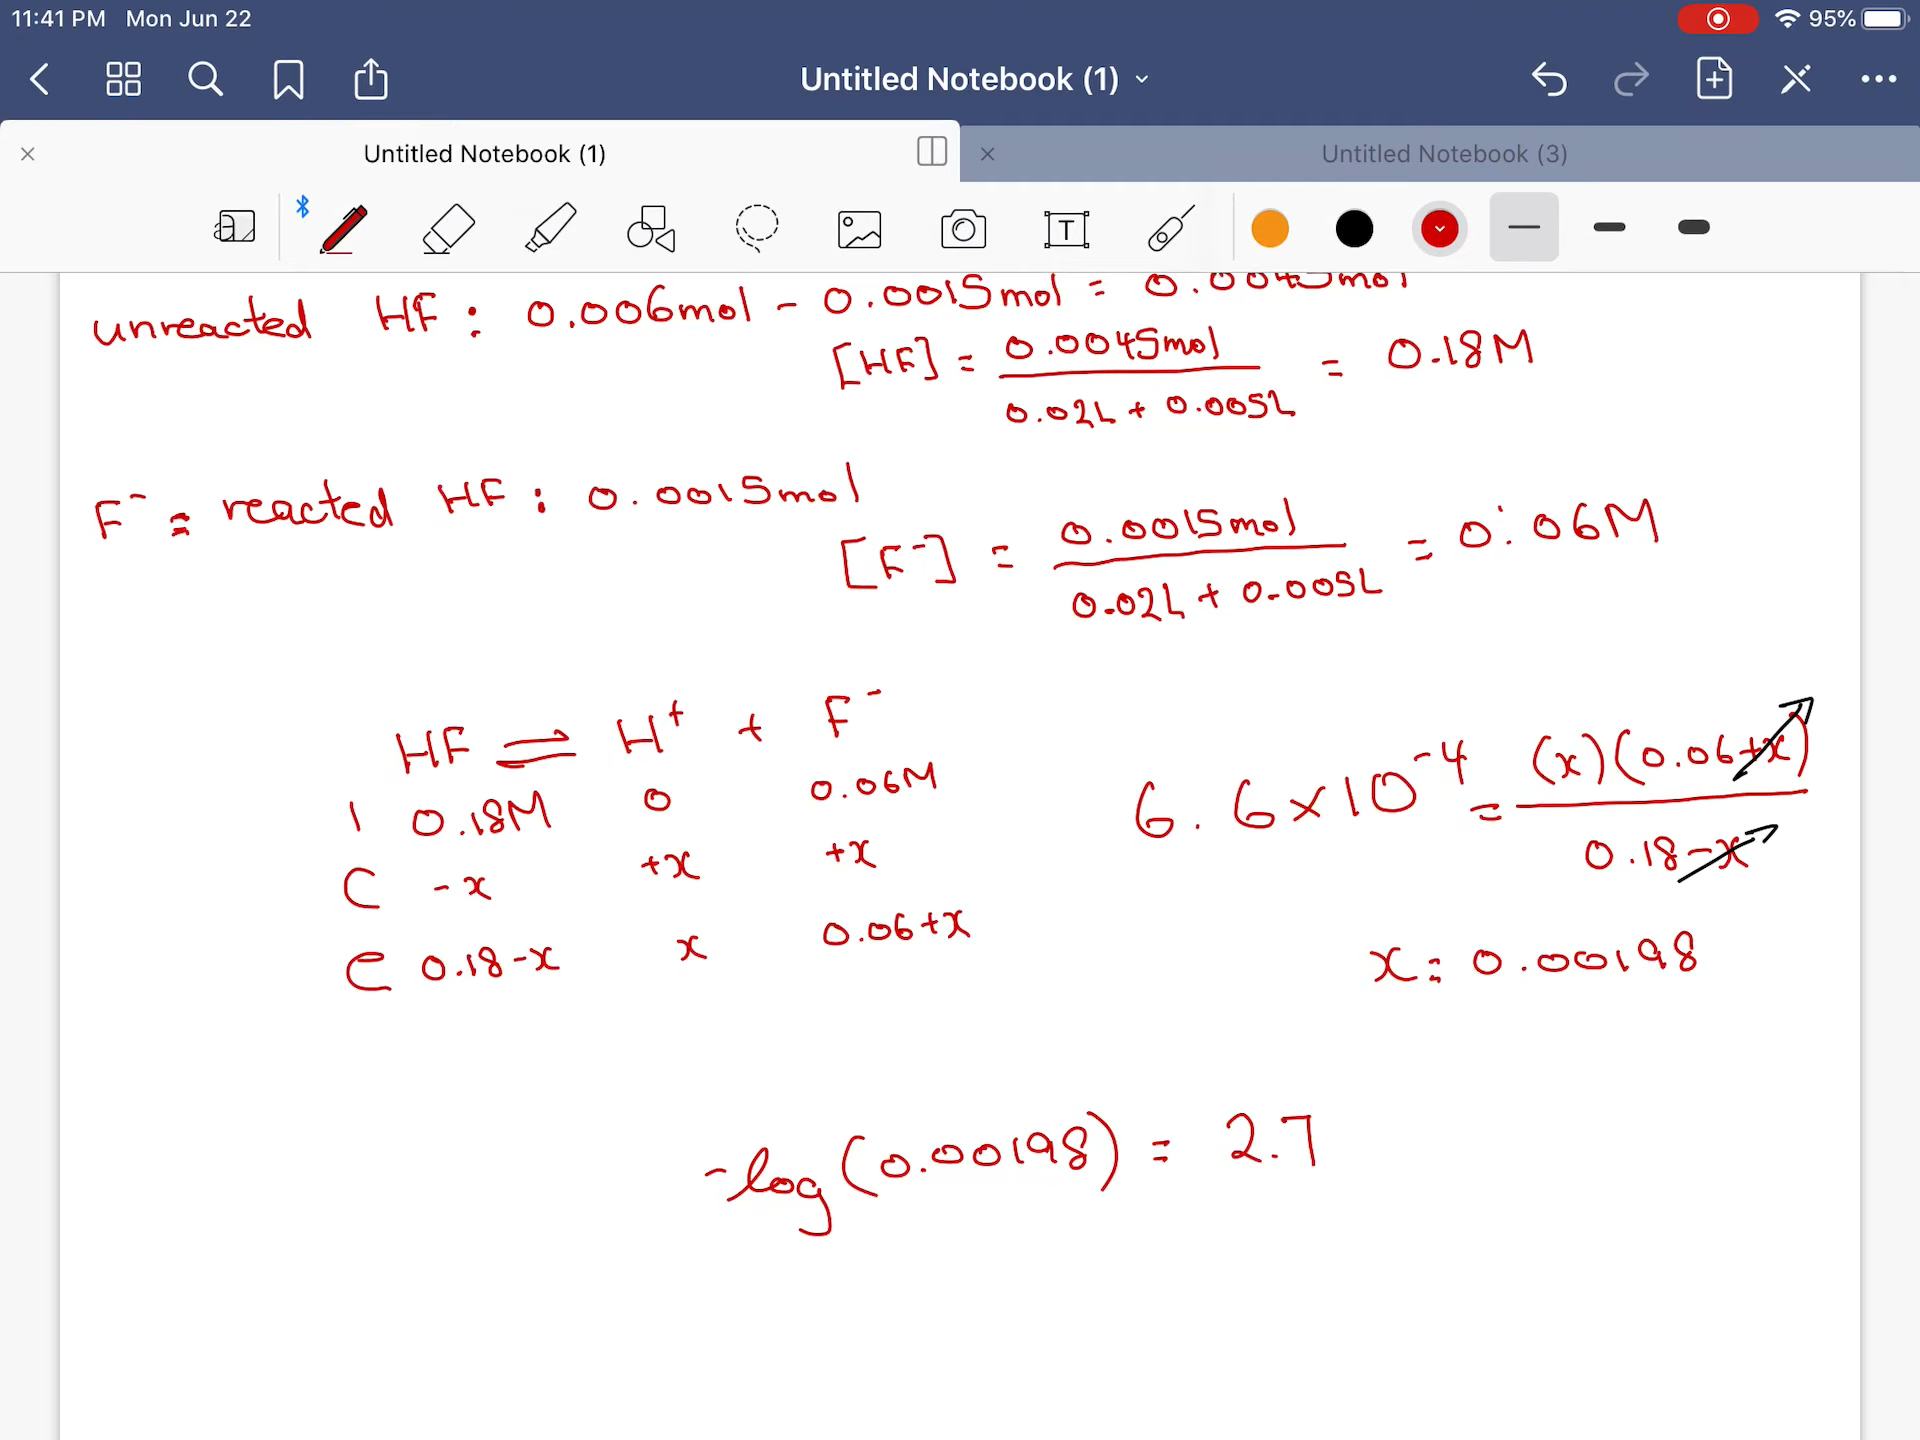 11:41 PM Mon Jun 22 95%
Untitled Notebook (1)
Untitled Notebook (1) Untitled Notebook (3)
unreacted HF : 0.006mol - 0.0015mol = 0.0045mol
[HF] = 0.0045mol / 0.02L + 0.005L = 0.18M
F⁻ = reacted HF : 0.0015mol
[F⁻] = 0.0015mol / 0.02L + 0.005L = 0.06M
HF ⇌ H⁺ + F⁻
I 0.18M 0 0.06M
C -x +x +x
E 0.18-x x 0.06+x
6.6×10⁻⁴ = (x)(0.06+x) / 0.18-x
x = 0.00198
-log(0.00198) = 2.7